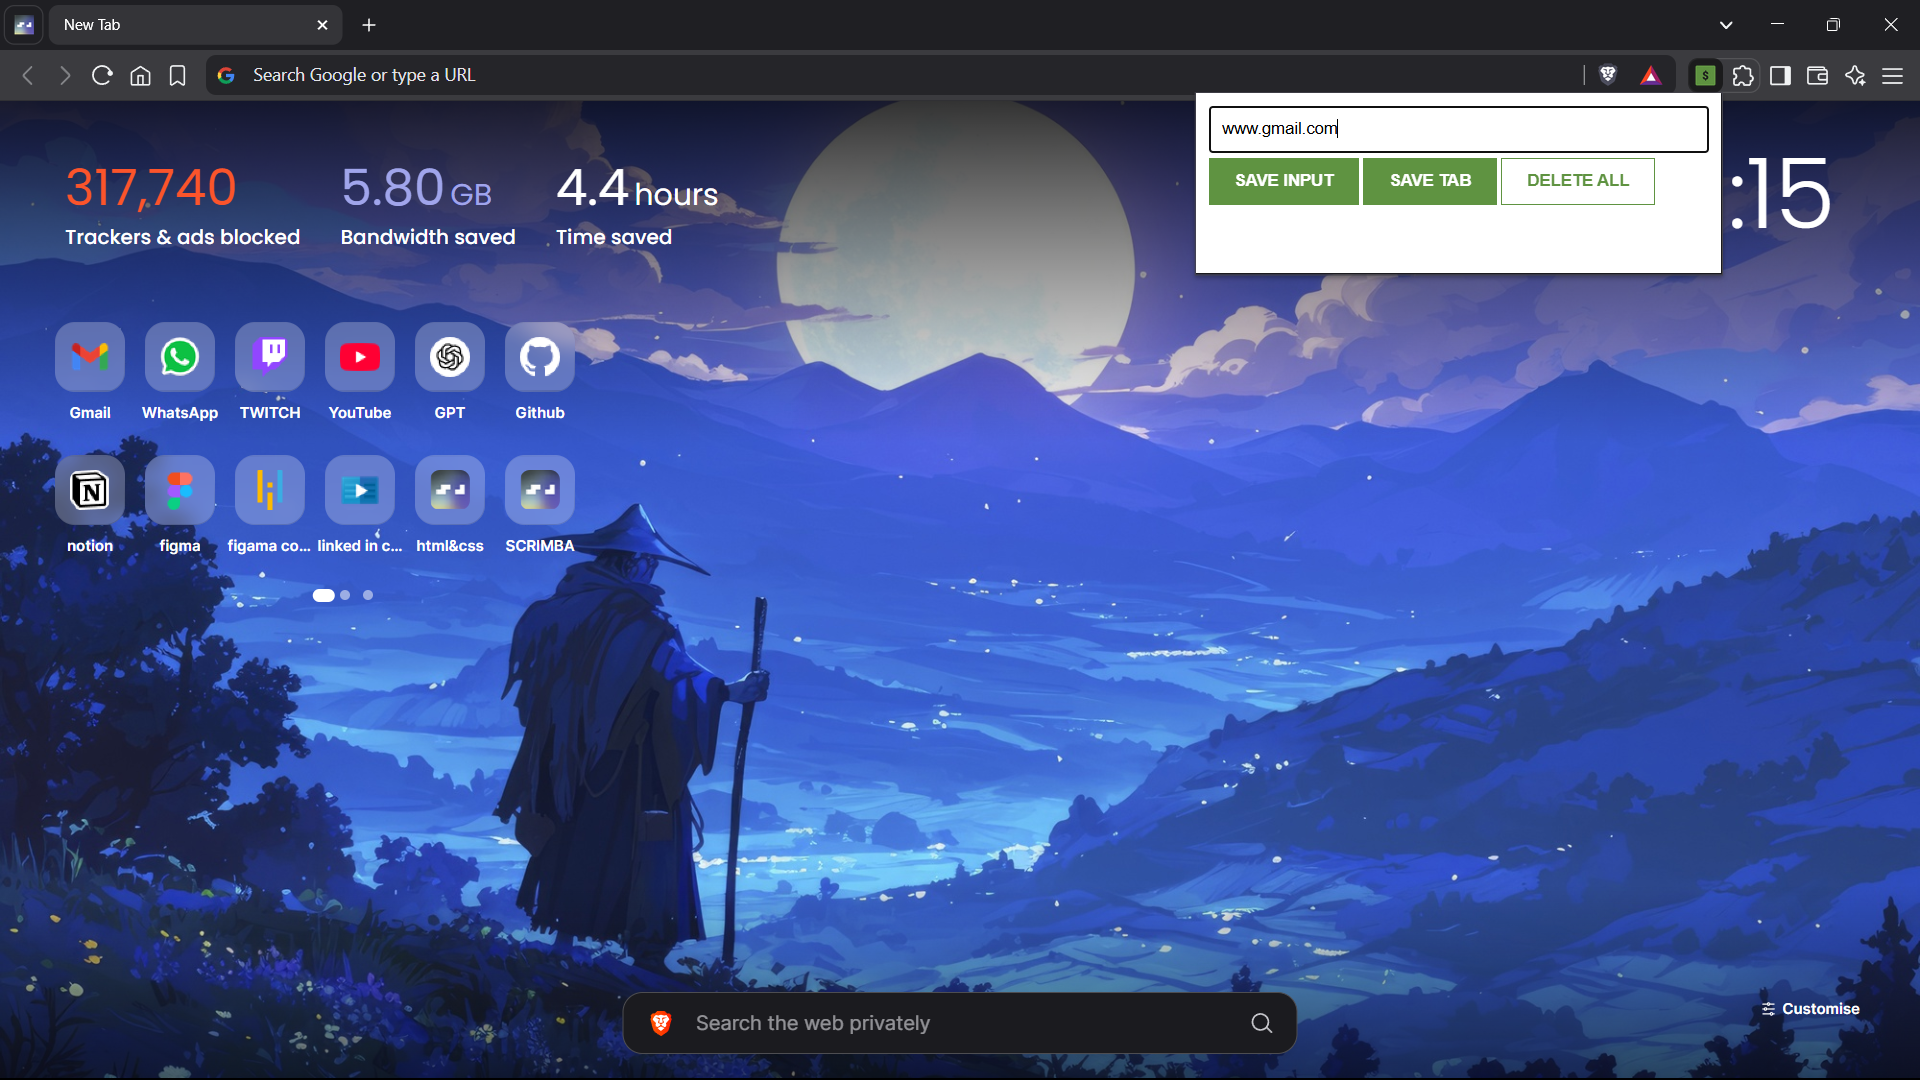 New Tab
Search Google or type a URL
$
www.gmail.com
SAVE INPUT
SAVE TAB
DELETE ALL
317,740
Trackers & ads blocked
5.80 GB
Bandwidth saved
4.4 hours
Time saved
:15
Gmail
WhatsApp
TWITCH
YouTube
GPT
Github
N
notion
figma
figama co...
linked in c...
html&css
SCRIMBA
Customise
Search the web privately